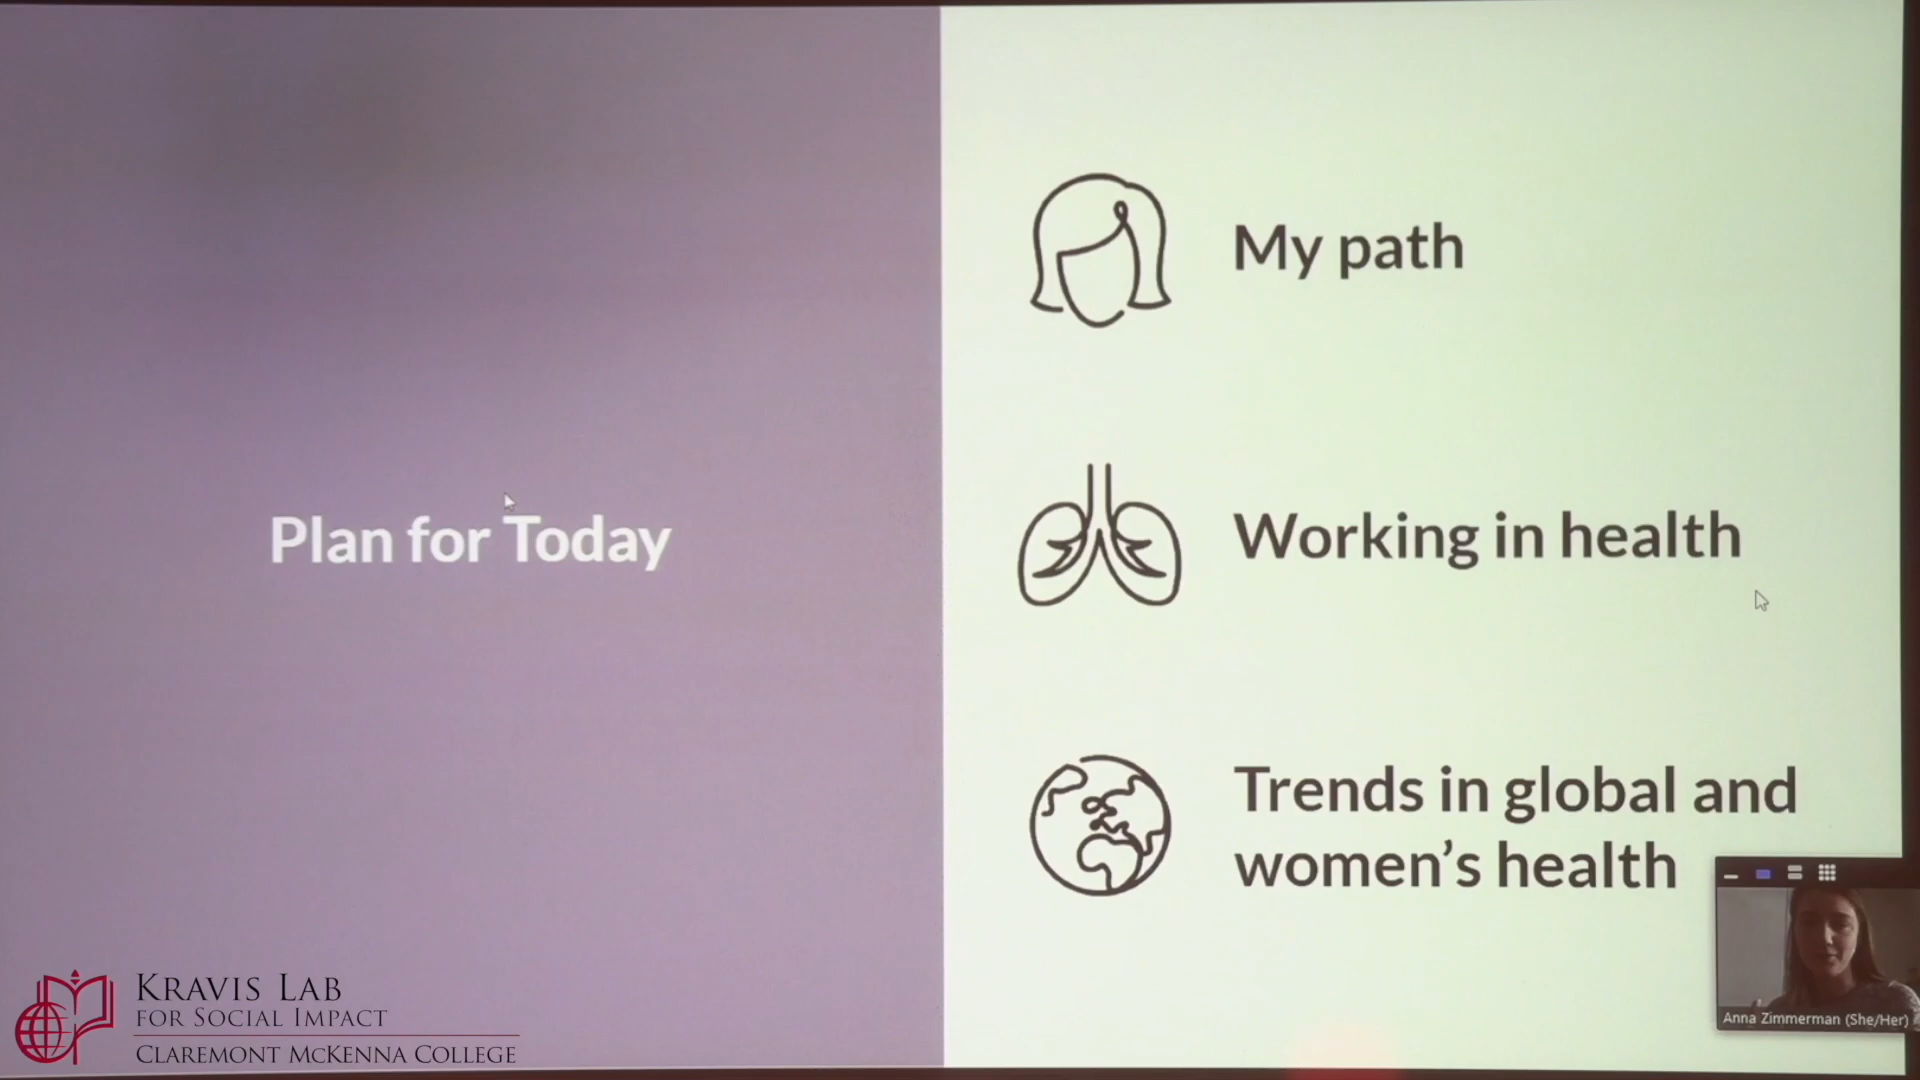 Plan for Today
My path
Working in health
Trends in global and
women's health
Anna Zimmerman (She/Her)
KRAVIS LAB
FOR SOCIAL IMPACT
CLAREMONT MCKENNA COLLEGE